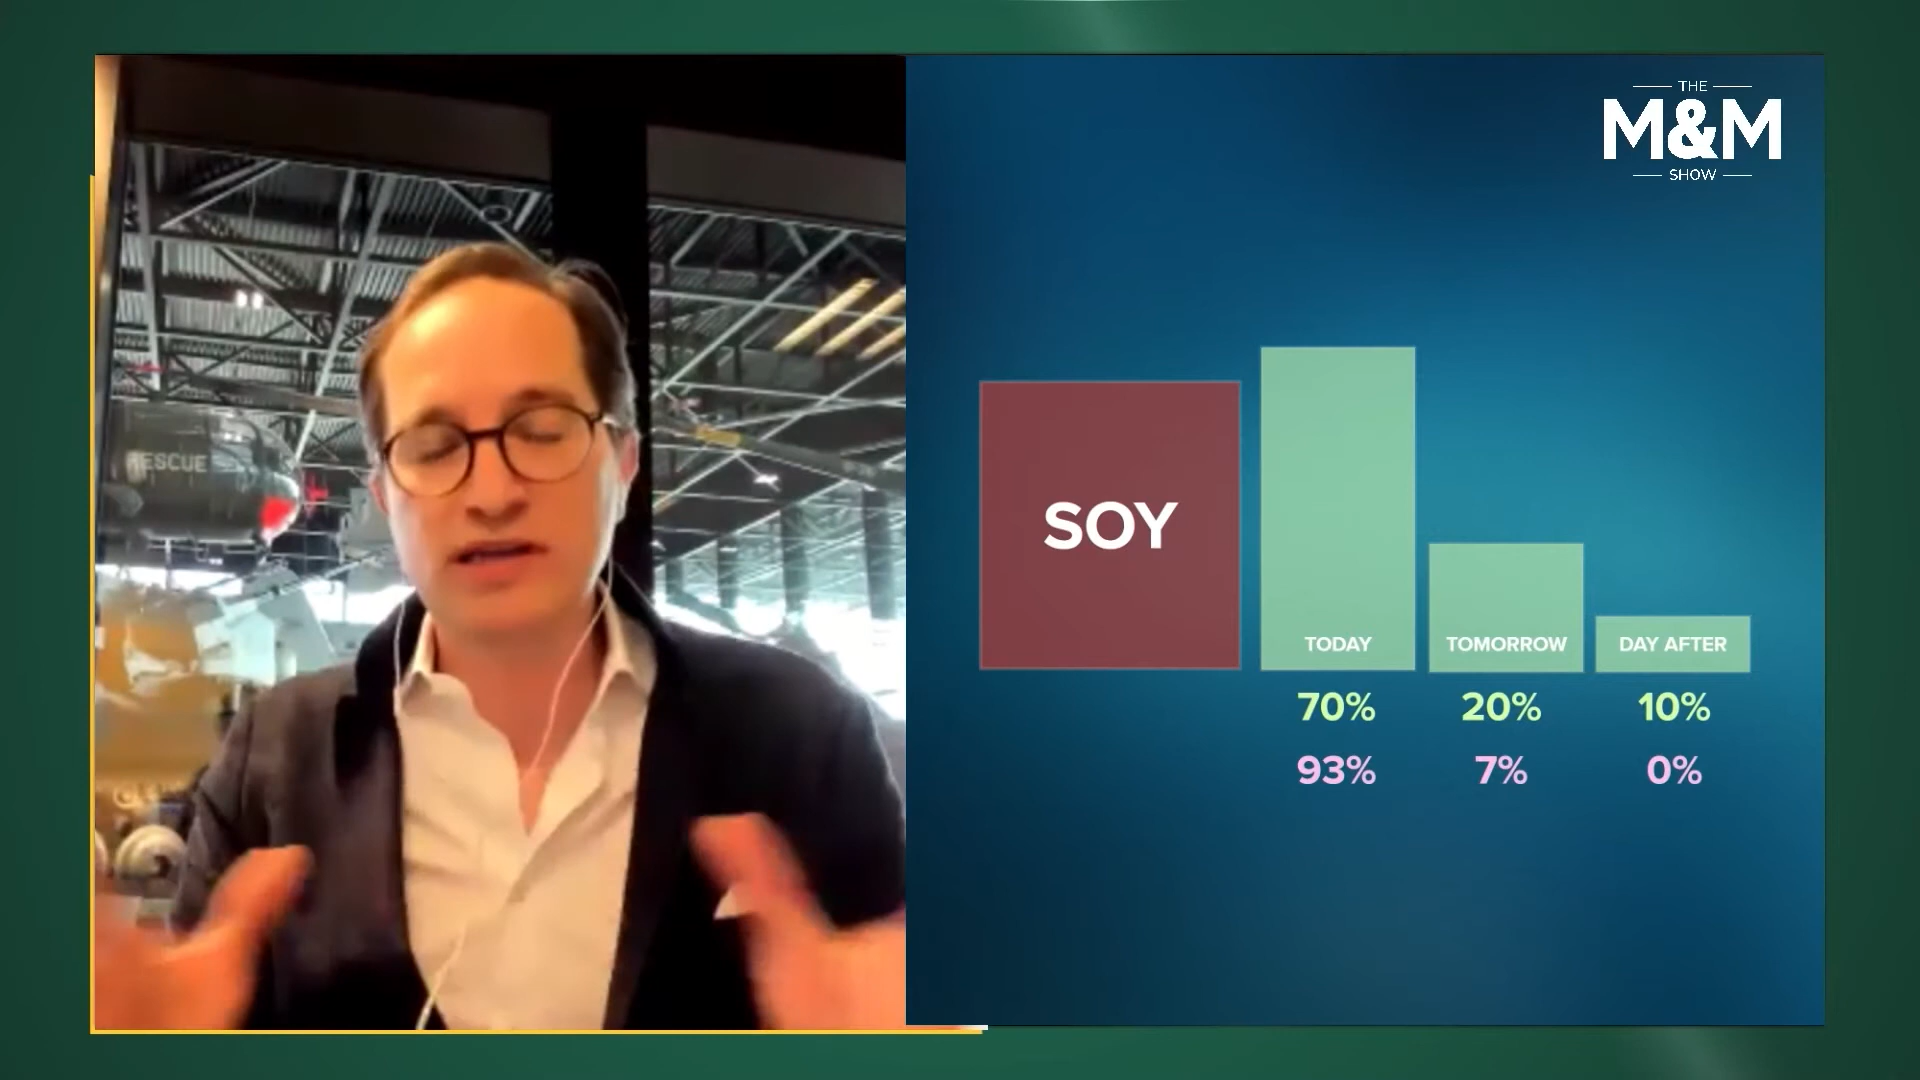 THE
M&M
SHOW
RESCUE
SOY
TODAY
TOMORROW
DAY AFTER
70%
20%
10%
93%
7%
0%